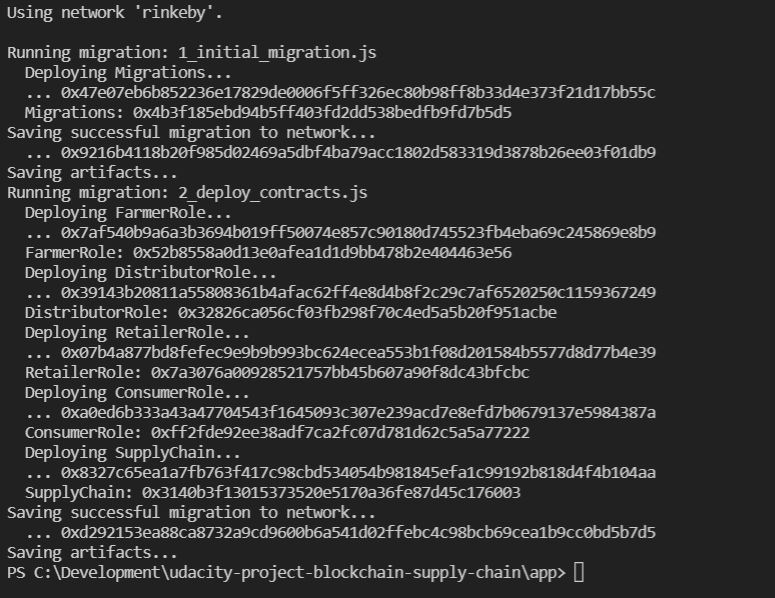 Using network 'rinkeby'.
Running migration: 1_initial_migration.js
Deploying Migrations...
... 0x47e07eb6b852236e17829de0006f5ff326ec80b98ff8b33d4e373f21d17bb55c
Migrations: 0x4b3f185ebd94b5ff403fd2dd538bedfb9fd7b5d5
Saving successful migration to network...
... 0x9216b4118b20f985d02469a5dbf4ba79acc1802d583319d3878b26ee03f01db9
Saving artifacts...
Running migration: 2_deploy_contracts.js
Deploying FarmerRole...
... 0x7af540b9a6a3b3694b019ff50074e857c90180d745523fb4eba69c245869e8b9
FarmerRole: 0x52b8558a0d13e0afea1d1d9bb478b2e404463e56
Deploying DistributorRole...
... 0x39143b20811a55808361b4afac62ff4e8d4b8f2c29c7af6520250c1159367249
DistributorRole: 0x32826ca056cf03fb298f70c4ed5a5b20f951acbe
Deploying RetailerRole...
... 0x07b4a877bd8fefec9e9b9b993bc624ecea553b1f08d201584b5577d8d77b4e39
RetailerRole: 0x7a3076a00928521757bb45b607a90f8dc43bfcbc
Deploying ConsumerRole...
... 0xa0ed6b333a43a47704543f1645093c307e239acd7e8efd7b0679137e5984387a
ConsumerRole: 0xff2fde92ee38adf7ca2fc07d781d62c5a5a77222
Deploying SupplyChain...
... 0x8327c65ea1a7fb763f417c98cbd534054b981845efa1c99192b818d4f4b104aa
SupplyChain: 0x3140b3f13015373520e5170a36fe87d45c176003
Saving successful migration to network...
... 0xd292153ea88ca8732a9cd9600b6a541d02ffebc4c98bcb69cea1b9cc0bd5b7d5
Saving artifacts...
PS C:\Development\udacity-project-blockchain-supply-chain\app>